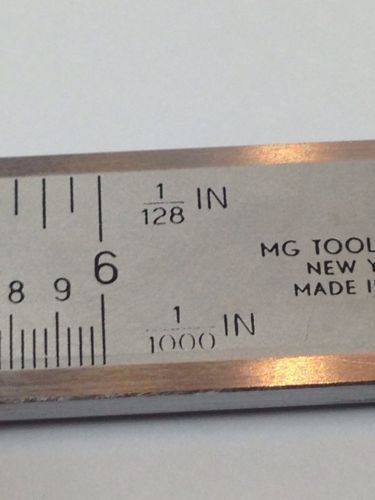 1/128 IN
6
8 9
1/1000 IN
MG TOOL
NEW Y
MADE I